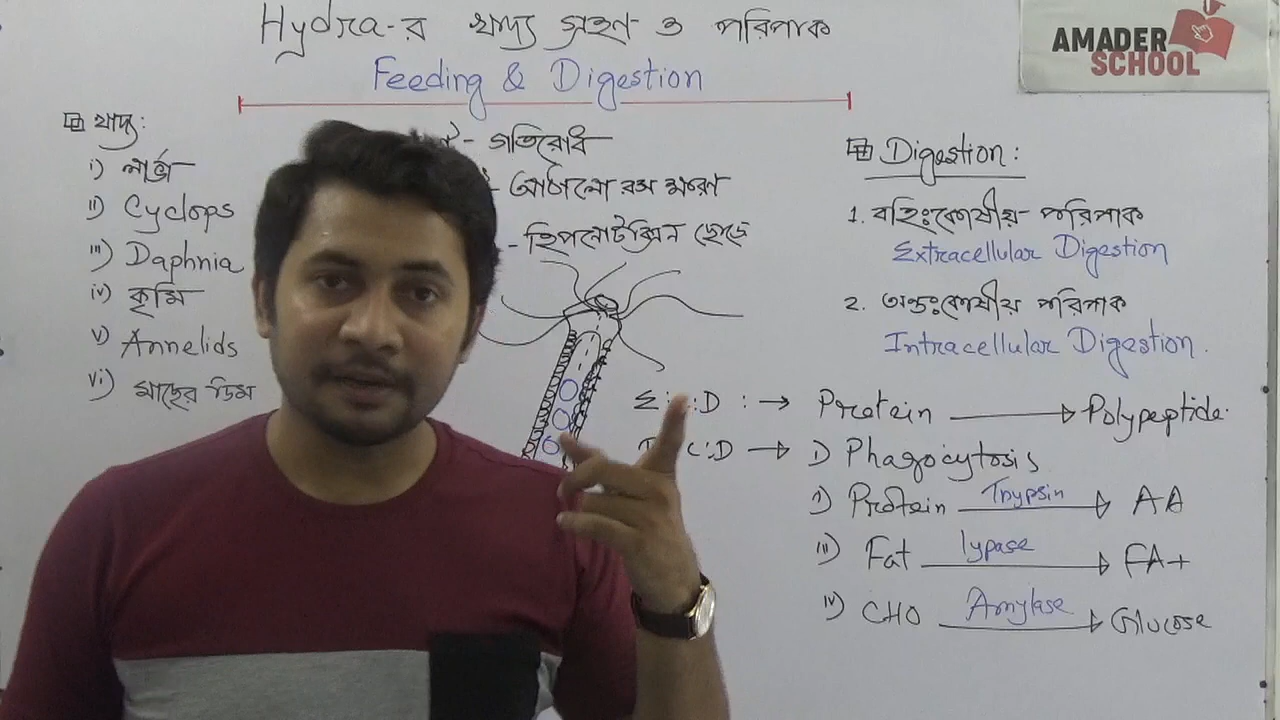 Hydra-র খাদ্য গ্রহণ ও পরিপাক
Feeding & Digestion
AMADER
SCHOOL
খাদ্য:
i) লার্ভা
ii) Cyclops
iii) Daphnia
iv) কৃমি
v) Annelids
vi) মাছের ডিম
- গতিরোধ
- আঠালো রস ক্ষরণ
- হিপনোটক্সিন ছেড়ে
Digestion:
1. বহিঃকোষীয় পরিপাক
Extracellular Digestion
2. অন্তঃকোষীয় পরিপাক
Intracellular Digestion.
E D : → Protein → Polypeptide.
C:D → i) Phagocytosis
i) Protein Trypsin → AA
iii) Fat lypase → FA+
iv) CHO Amylase → Glucose